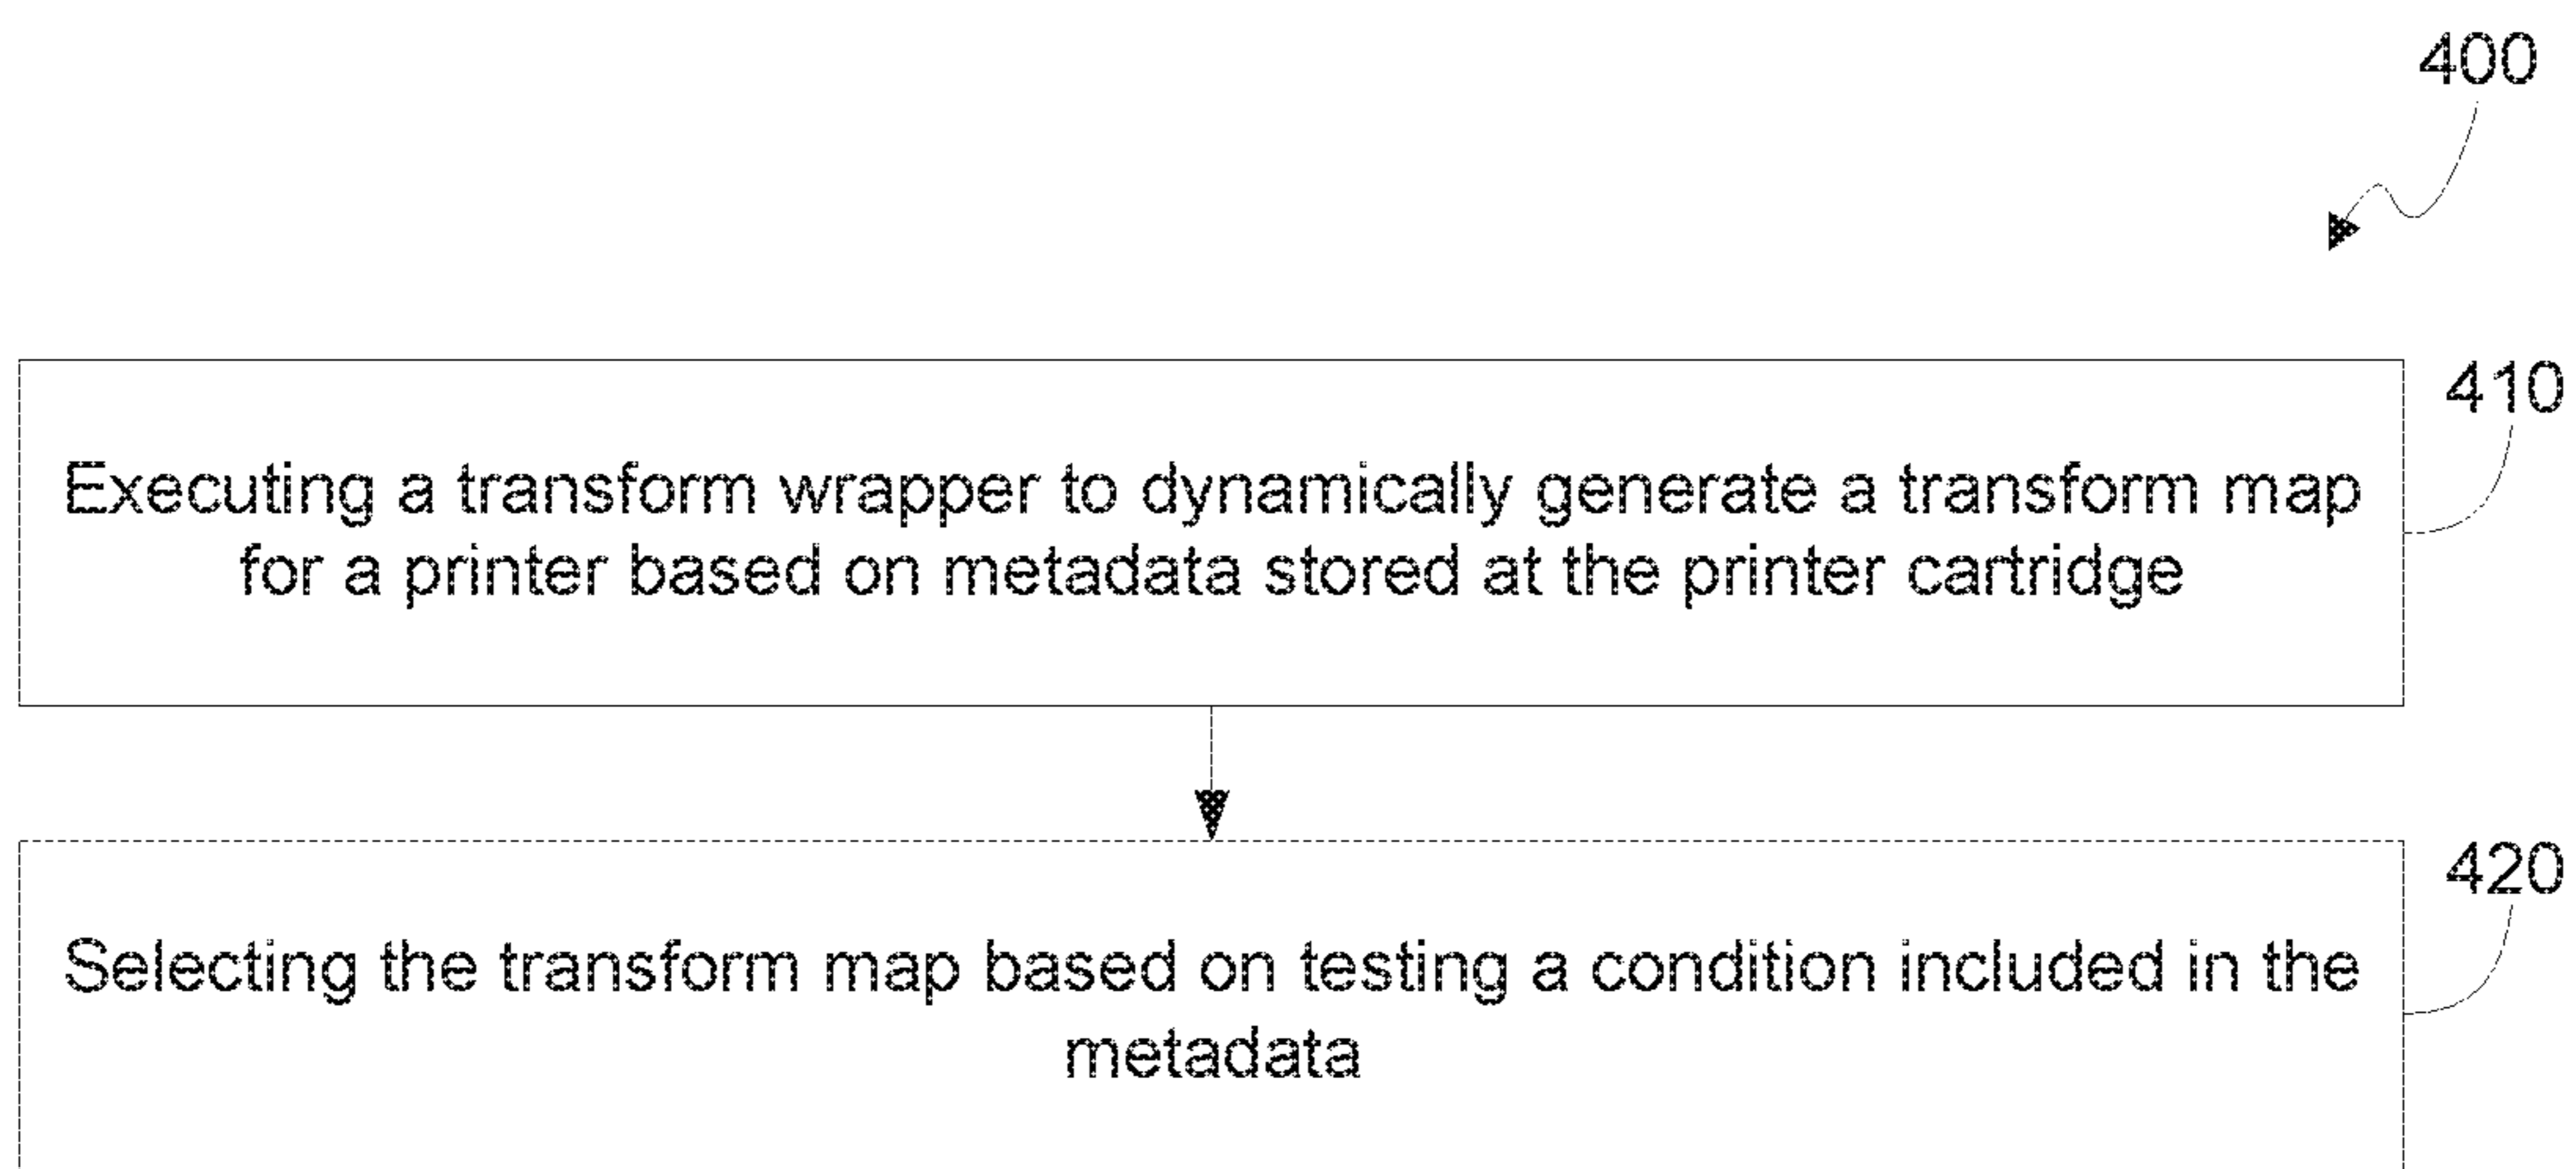 400
410
Executing a transform wrapper to dynamically generate a transform map
for a printer based on metadata stored at the printer cartridge
420
Selecting the transform map based on testing a condition included in the
metadata